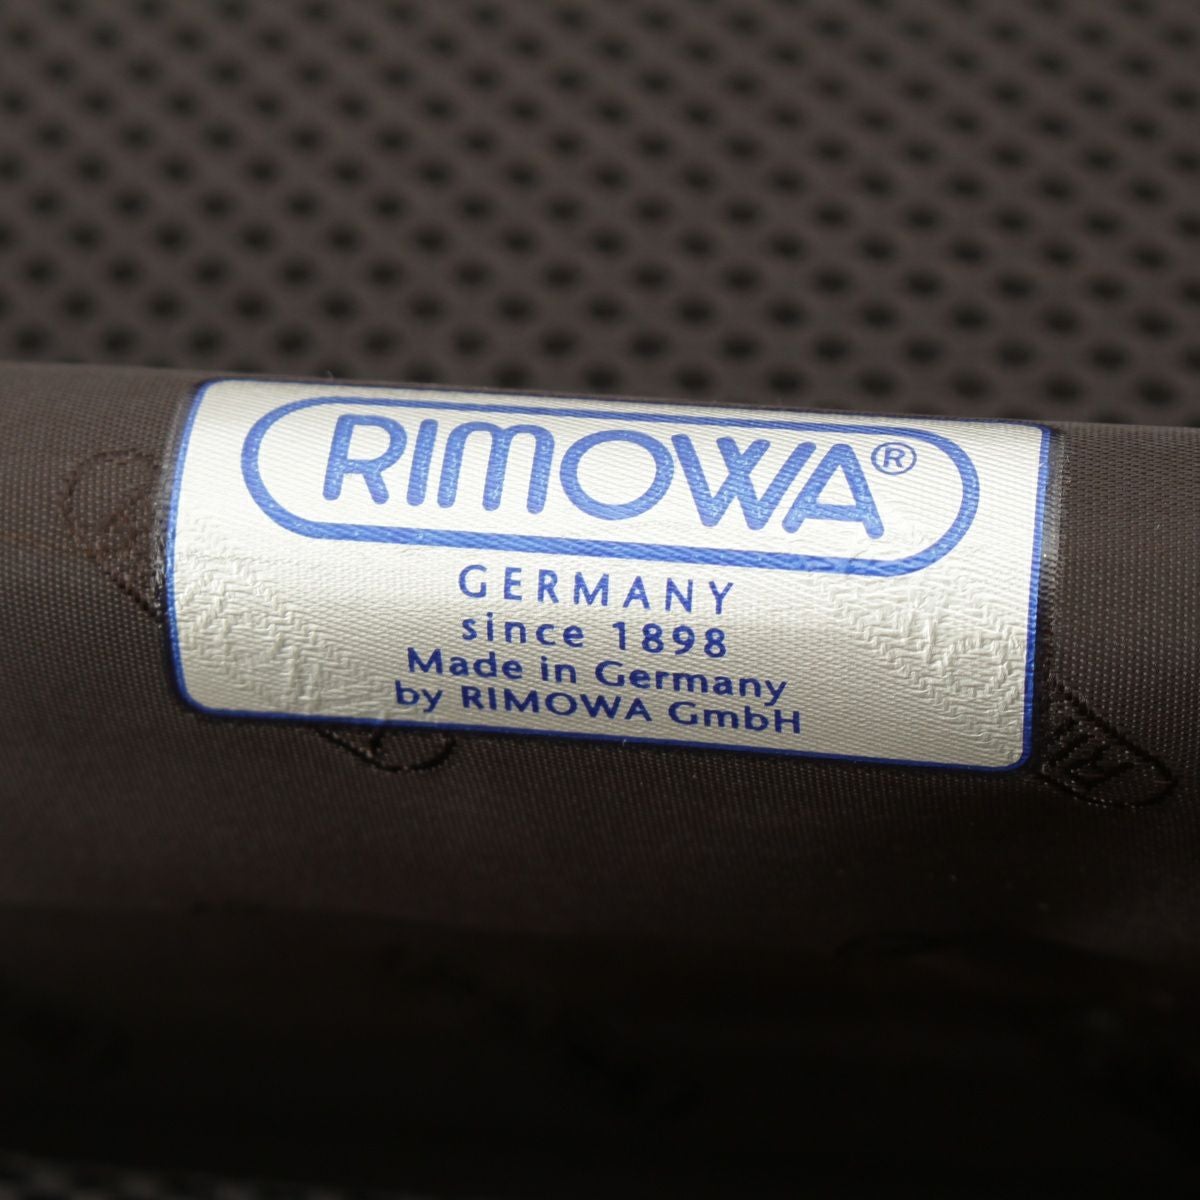 RIMOWA®
GERMANY
since 1898
Made in Germany
by RIMOWA GmbH